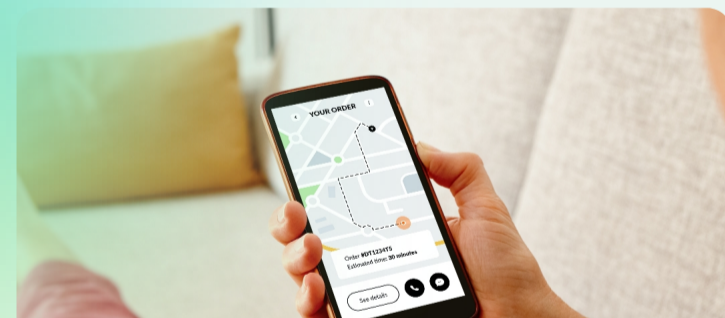 YOUR ORDER
Order #DT1234TS
Estimated time: 30 minutes
See details